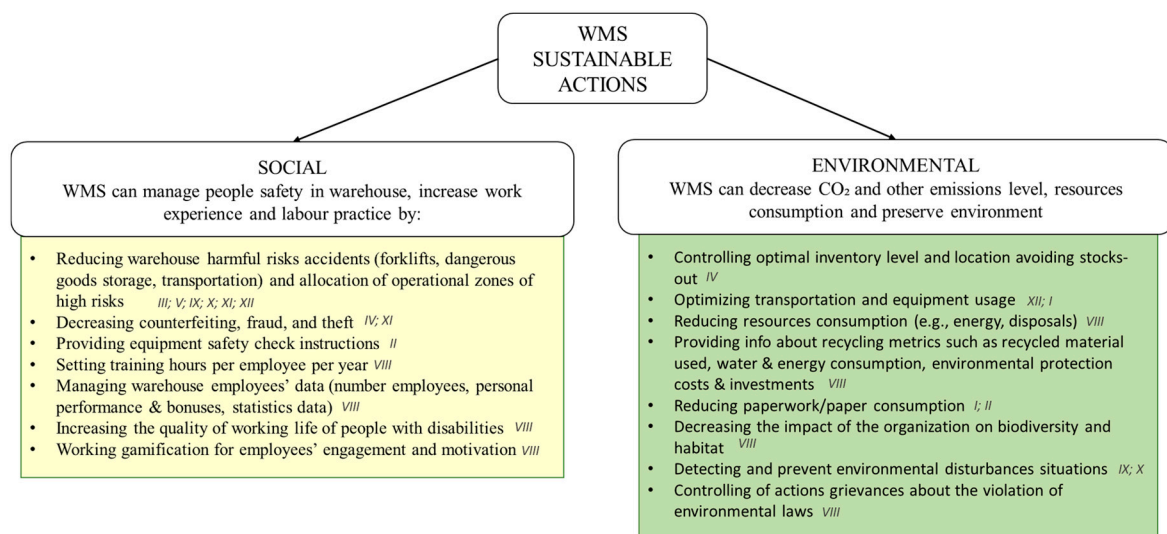 WMS
SUSTAINABLE
ACTIONS
SOCIAL
WMS can manage people safety in warehouse, increase work
experience and labour practice by:
• Reducing warehouse harmful risks accidents (forklifts, dangerous
goods storage, transportation) and allocation of operational zones of
high risks III; V; IX; X; XI; XII
• Decreasing counterfeiting, fraud, and theft IV; XI
• Providing equipment safety check instructions II
• Setting training hours per employee per year VIII
• Managing warehouse employees’ data (number employees, personal
performance & bonuses, statistics data) VIII
• Increasing the quality of working life of people with disabilities VIII
• Working gamification for employees’ engagement and motivation VIII
ENVIRONMENTAL
WMS can decrease CO₂ and other emissions level, resources
consumption and preserve environment
• Controlling optimal inventory level and location avoiding stocks-
out IV
• Optimizing transportation and equipment usage XII; I
• Reducing resources consumption (e.g., energy, disposals) VIII
• Providing info about recycling metrics such as recycled material
used, water & energy consumption, environmental protection
costs & investments VIII
• Reducing paperwork/paper consumption I; II
• Decreasing the impact of the organization on biodiversity and
habitat VIII
• Detecting and prevent environmental disturbances situations IX; X
• Controlling of actions grievances about the violation of
environmental laws VIII